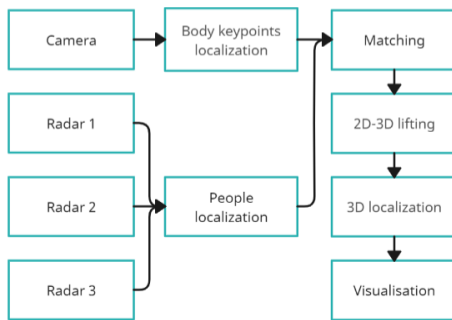 Camera
Body keypoints
localization
Matching
Radar 1
2D-3D lifting
Radar 2
People
localization
3D localization
Radar 3
Visualisation